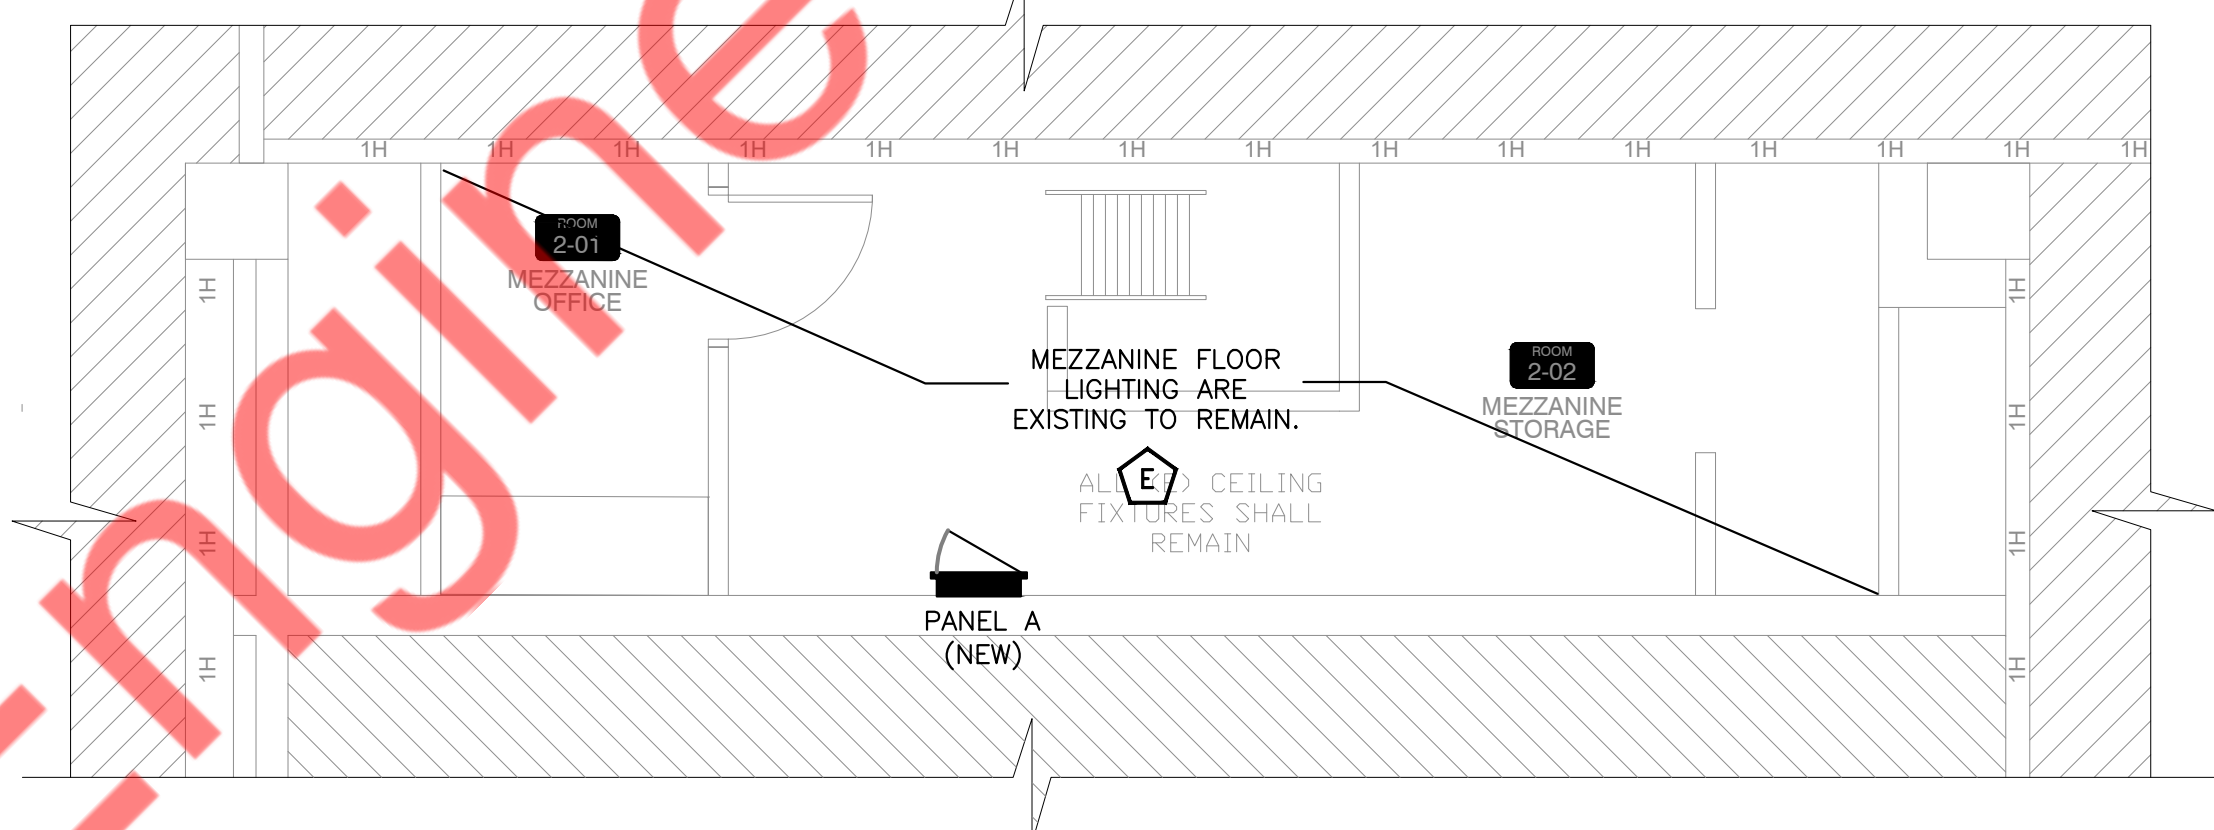 1H 1H 1H 1H 1H 1H 1H 1H 1H 1H 1H 1H 1H 1H 1H
ROOM
2-01
MEZZANINE
OFFICE
1H
1H
1H
1H
MEZZANINE FLOOR
LIGHTING ARE
EXISTING TO REMAIN.
E
ALL (E) CEILING
FIXTURES SHALL
REMAIN
ROOM
2-02
MEZZANINE
STORAGE
1H
1H
1H
1H
PANEL A
(NEW)
ngine